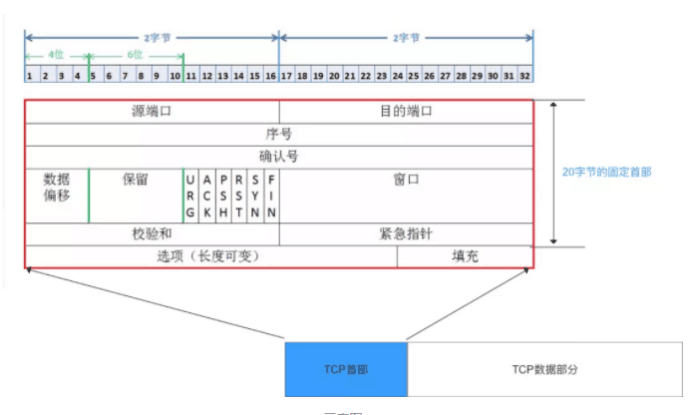 2字节 2字节
4位 6位
1 2 3 4 5 6 7 8 9 10 11 12 13 14 15 16 17 18 19 20 21 22 23 24 25 26 27 28 29 30 31 32
源端口 目的端口
序号
确认号
数据偏移 保留 URG ACK PSH RST SYN FIN 窗口
20字节的固定首部
校验和 紧急指针
选项（长度可变） 填充
TCP首部 TCP数据部分